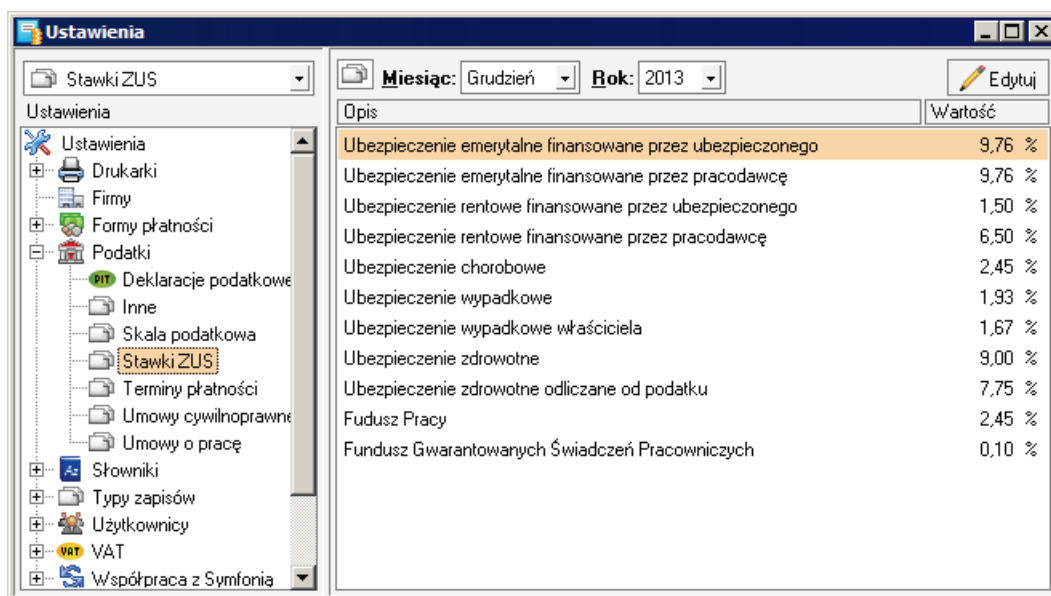 Ustawienia
Stawki ZUS
Ustawienia
Ustawienia
Drukarki
Firmy
Formy płatności
Podatki
PIT Deklaracje podatkowe
Inne
Skala podatkowa
Stawki ZUS
Terminy płatności
Umowy cywilnoprawne
Umowy o pracę
Az Słowniki
Typy zapisów
Użytkownicy
VAT VAT
Współpraca z Symfonią
Miesiąc: Grudzień Rok: 2013 Edytuj
Opis Wartość
Ubezpieczenie emerytalne finansowane przez ubezpieczonego 9,76 %
Ubezpieczenie emerytalne finansowane przez pracodawcę 9,76 %
Ubezpieczenie rentowe finansowane przez ubezpieczonego 1,50 %
Ubezpieczenie rentowe finansowane przez pracodawcę 6,50 %
Ubezpieczenie chorobowe 2,45 %
Ubezpieczenie wypadkowe 1,93 %
Ubezpieczenie wypadkowe właściciela 1,67 %
Ubezpieczenie zdrowotne 9,00 %
Ubezpieczenie zdrowotne odliczane od podatku 7,75 %
Fudusz Pracy 2,45 %
Fundusz Gwarantowanych Świadczeń Pracowniczych 0,10 %